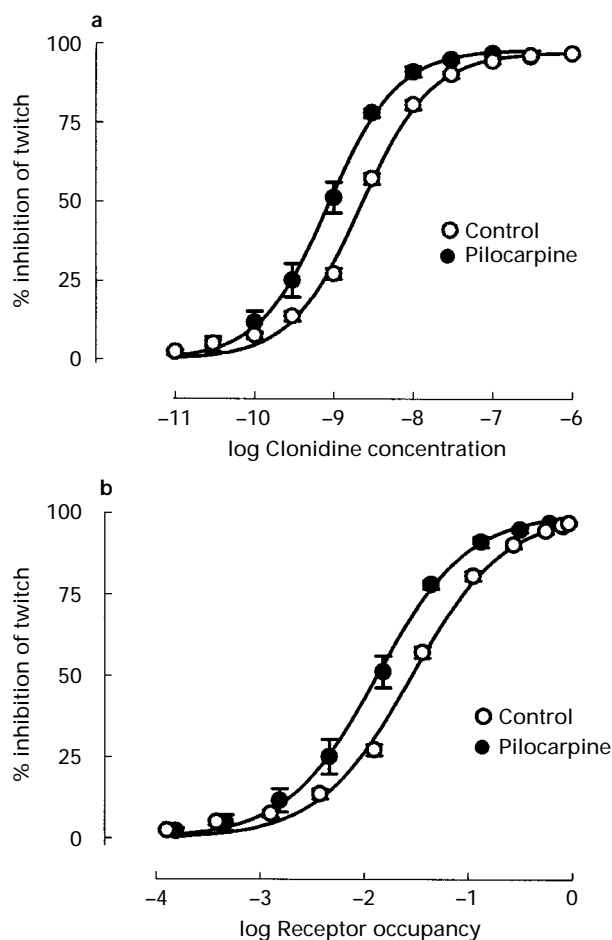 a
100
75
50
25
0
% inhibition of twitch
Control
Pilocarpine
–11 –10 –9 –8 –7 –6
log Clonidine concentration
b
100
75
50
25
0
% inhibition of twitch
Control
Pilocarpine
–4 –3 –2 –1 0
log Receptor occupancy